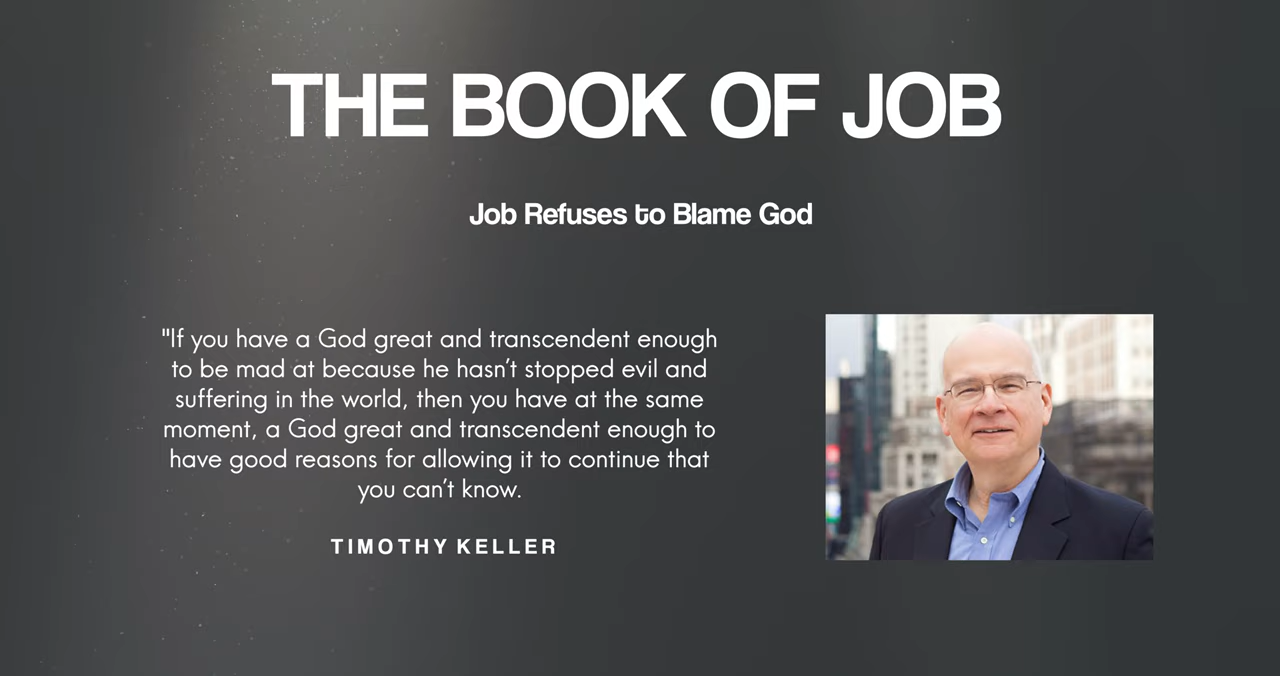 THE BOOK OF JOB
Job Refuses to Blame God
"If you have a God great and transcendent enough
to be mad at because he hasn’t stopped evil and
suffering in the world, then you have at the same
moment, a God great and transcendent enough to
have good reasons for allowing it to continue that
you can’t know.
TIMOTHY KELLER